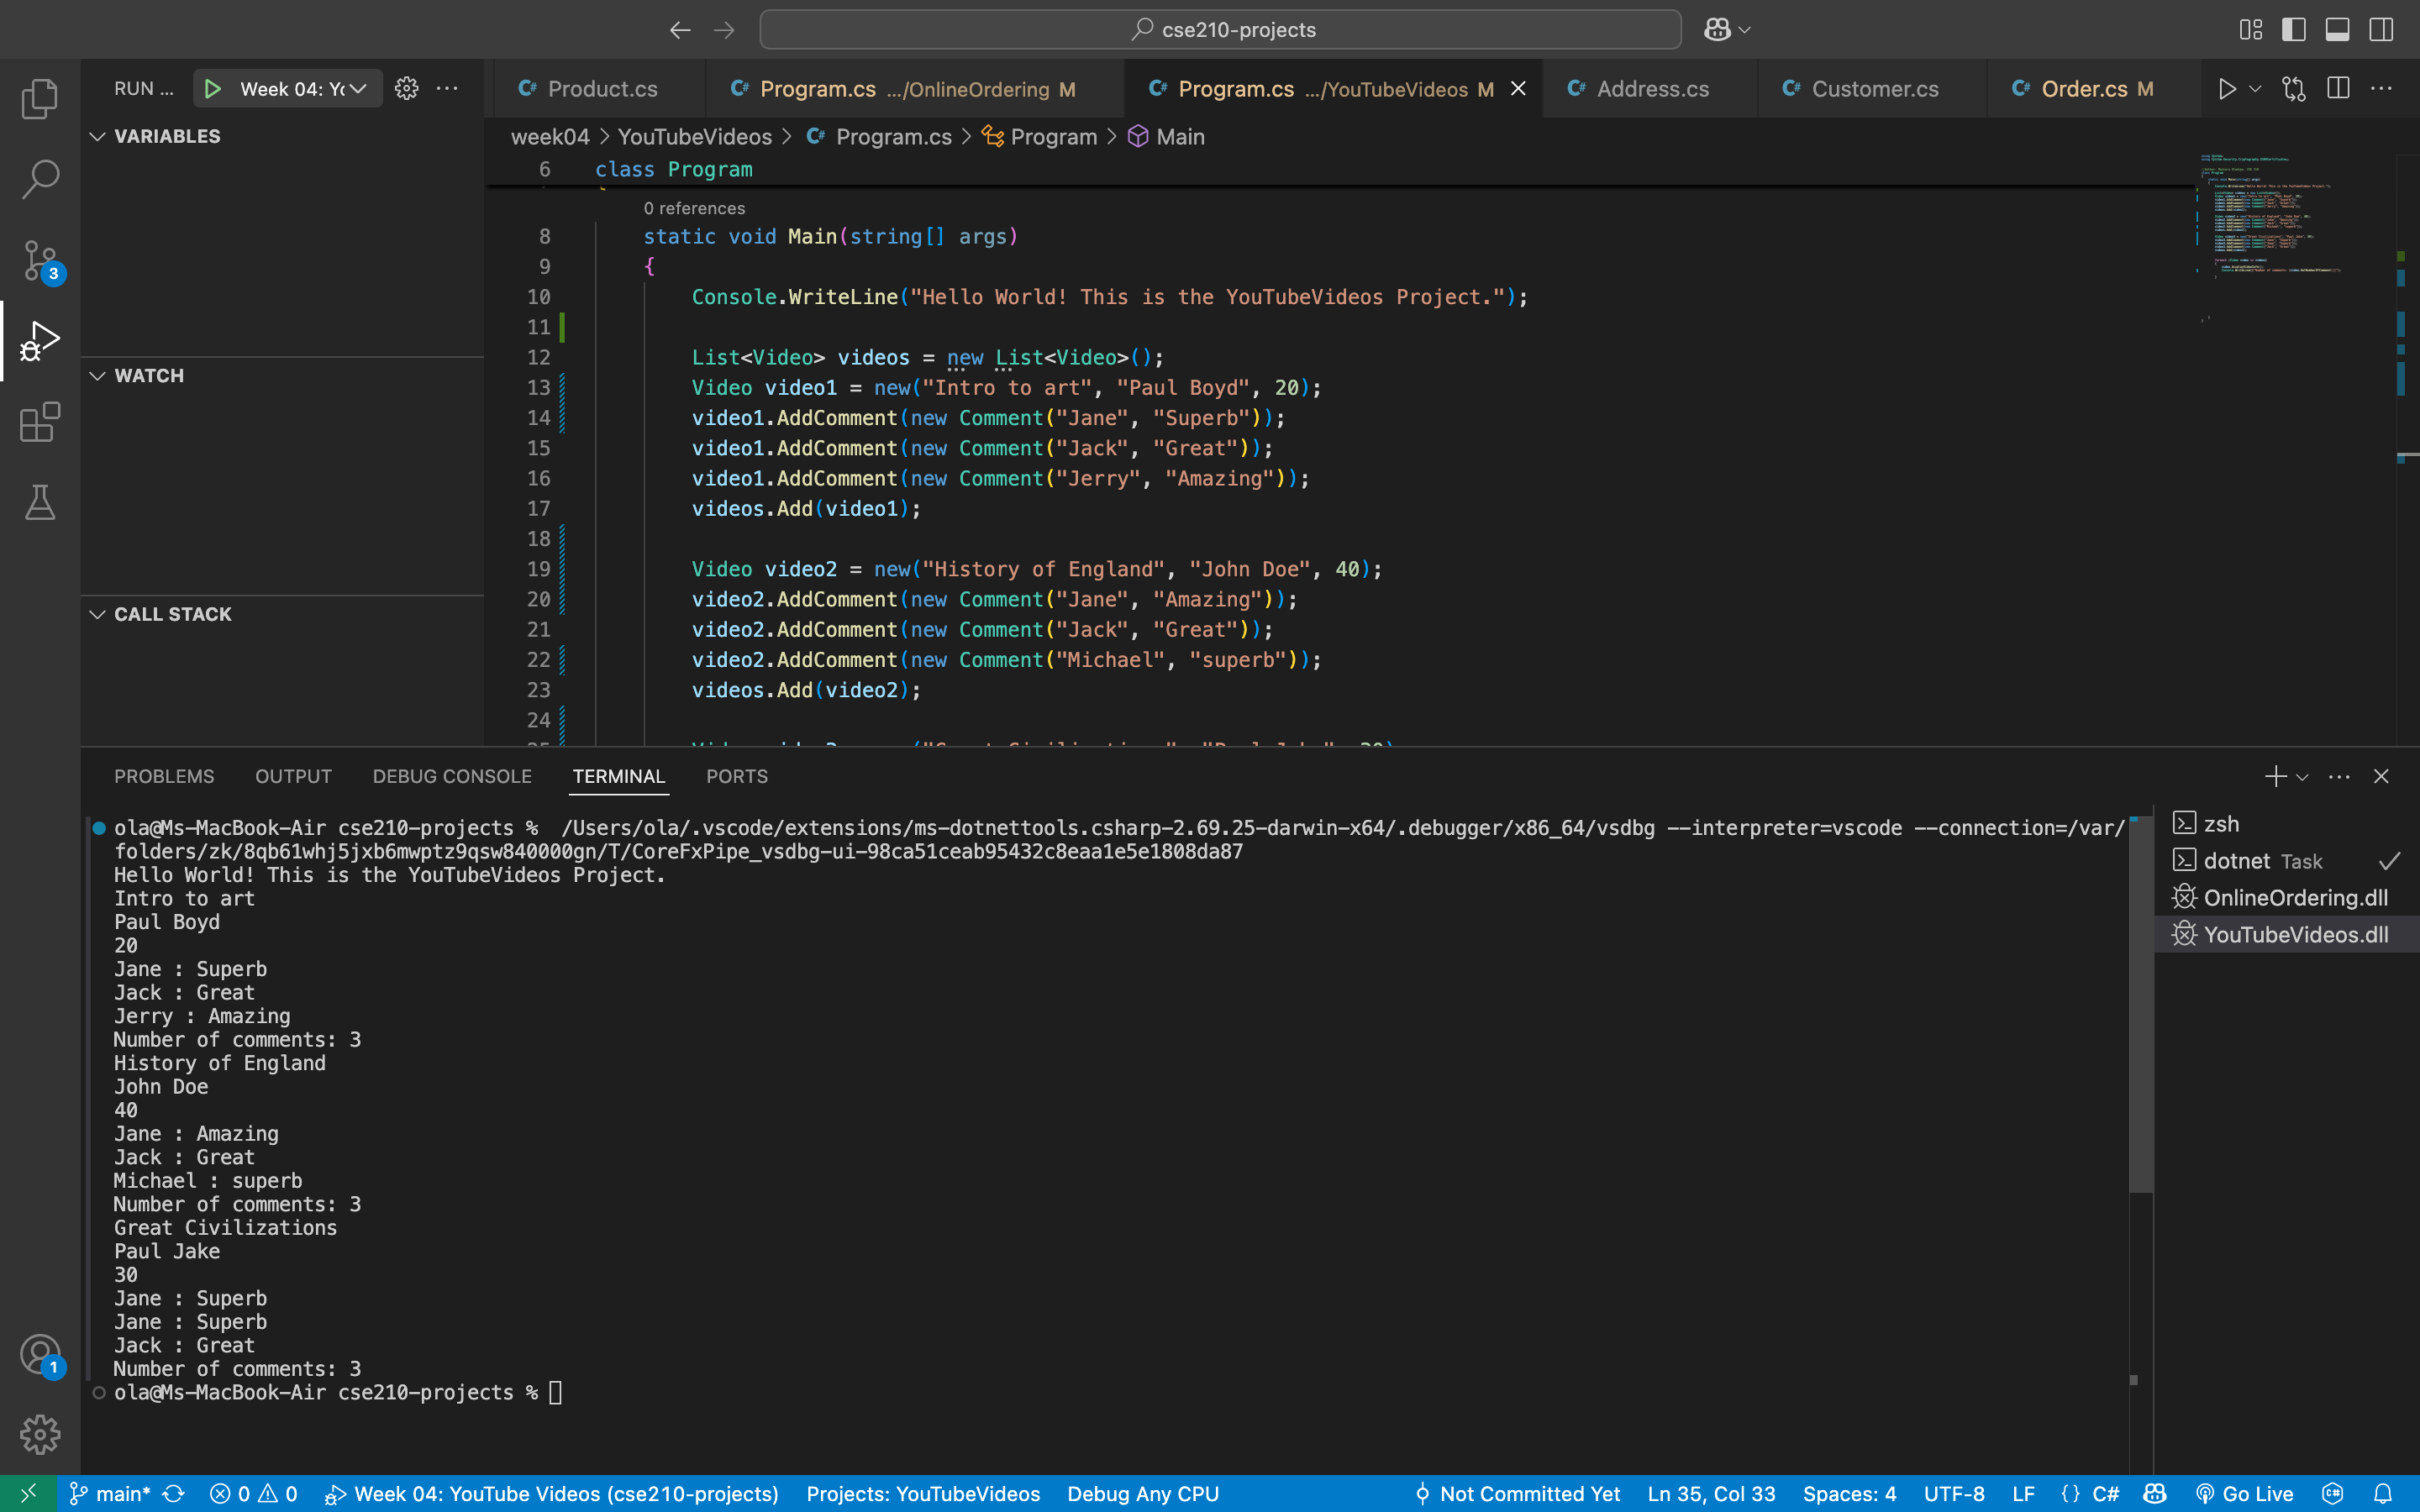 cse210-projects
RUN ...
Week 04: Yo
Product.cs
Program.cs .../OnlineOrdering M
Program.cs .../YouTubeVideos M
Address.cs
Customer.cs
Order.cs M
week04 > YouTubeVideos > Program.cs > Program > Main
VARIABLES
WATCH
CALL STACK
3
6 class Program
0 references
8 static void Main(string[] args)
9 {
10 Console.WriteLine("Hello World! This is the YouTubeVideos Project.");
11
12 List<Video> videos = new List<Video>();
13 Video video1 = new("Intro to art", "Paul Boyd", 20);
14 video1.AddComment(new Comment("Jane", "Superb"));
15 video1.AddComment(new Comment("Jack", "Great"));
16 video1.AddComment(new Comment("Jerry", "Amazing"));
17 videos.Add(video1);
18
19 Video video2 = new("History of England", "John Doe", 40);
20 video2.AddComment(new Comment("Jane", "Amazing"));
21 video2.AddComment(new Comment("Jack", "Great"));
22 video2.AddComment(new Comment("Michael", "superb"));
23 videos.Add(video2);
24
PROBLEMS
OUTPUT
DEBUG CONSOLE
TERMINAL
PORTS
ola@Ms-MacBook-Air cse210-projects % /Users/ola/.vscode/extensions/ms-dotnettools.csharp-2.69.25-darwin-x64/.debugger/x86_64/vsdbg --interpreter=vscode --connection=/var/
folders/zk/8qb61whj5jxb6mwptz9qsw840000gn/T/CoreFxPipe_vsdbg-ui-98ca51ceab95432c8eaa1e5e1808da87
Hello World! This is the YouTubeVideos Project.
Intro to art
Paul Boyd
20
Jane : Superb
Jack : Great
Jerry : Amazing
Number of comments: 3
History of England
John Doe
40
Jane : Amazing
Jack : Great
Michael : superb
Number of comments: 3
Great Civilizations
Paul Jake
30
Jane : Superb
Jane : Superb
Jack : Great
Number of comments: 3
ola@Ms-MacBook-Air cse210-projects %
zsh
dotnet Task
OnlineOrdering.dll
YouTubeVideos.dll
1
main*
0
0
Week 04: YouTube Videos (cse210-projects)
Projects: YouTubeVideos
Debug Any CPU
Not Committed Yet
Ln 35, Col 33
Spaces: 4
UTF-8
LF
{} C#
Go Live